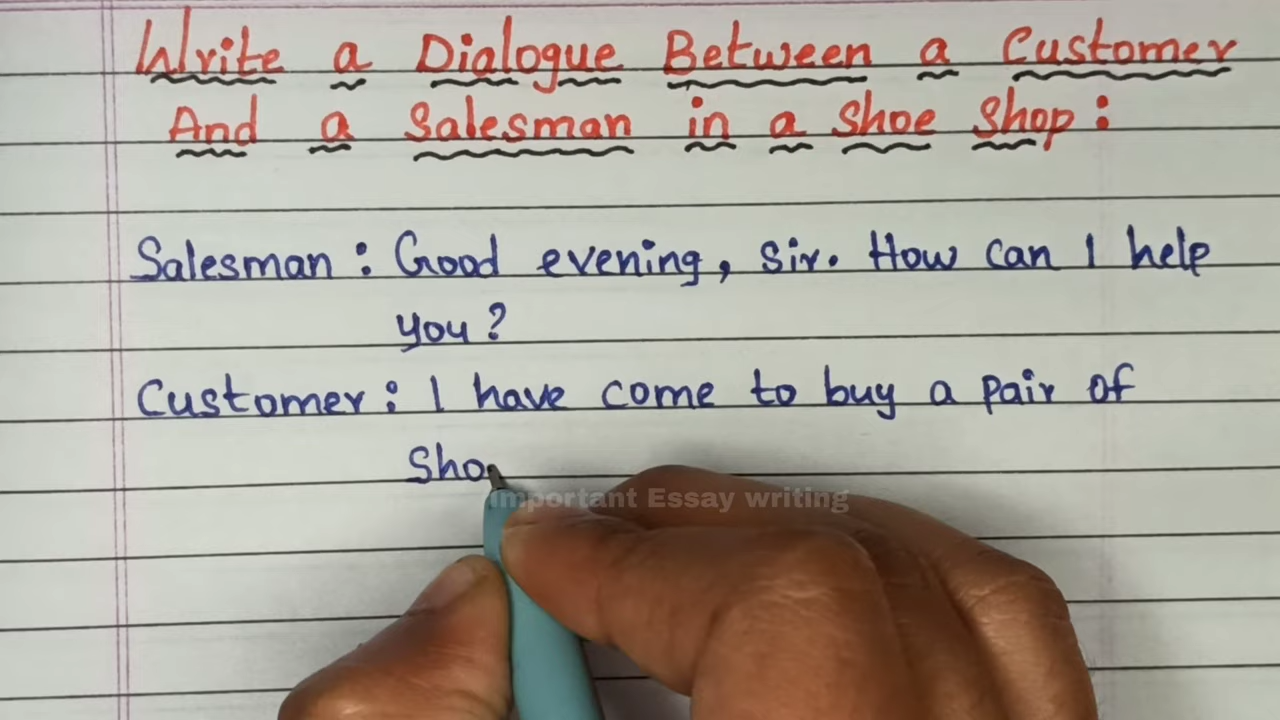 Write a Dialogue Between a Customer
And a Salesman in a Shoe Shop:
Salesman: Good evening, Sir. How can I help
you?
Customer: I have come to buy a pair of
Sho
Important Essay writing